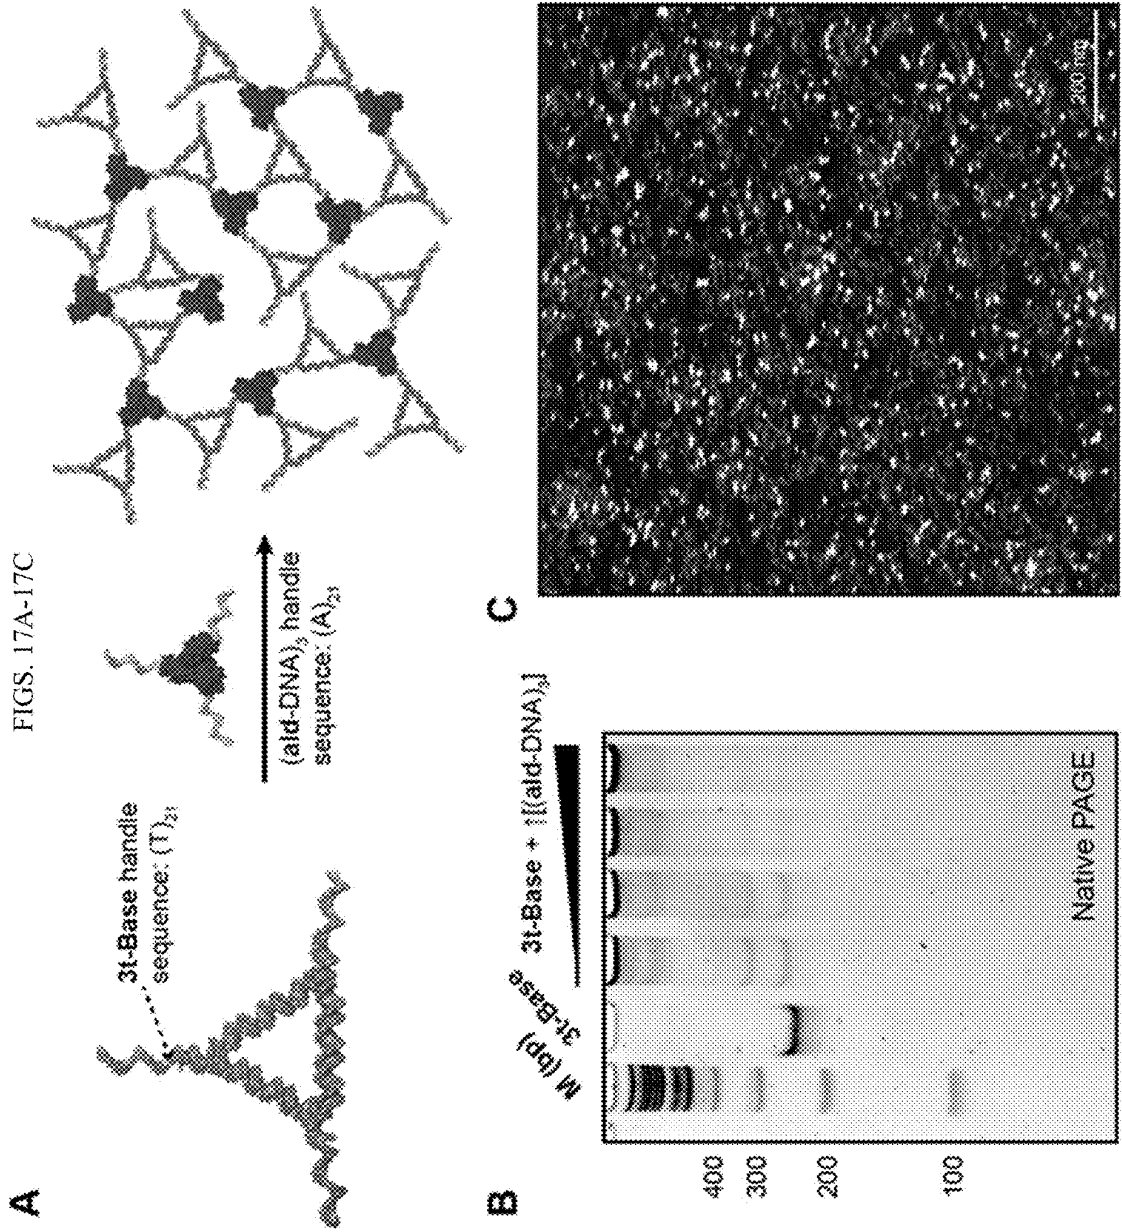 FIGS. 17A-17C
A
3t-Base handle
sequence: (T)₂₁
(ald-DNA)₃ handle
sequence: (A)₂₁
B
M (bp)
3t-Base
3t-Base + ↑[(ald-DNA)₃]
400
300
200
100
Native PAGE
C
200 nm